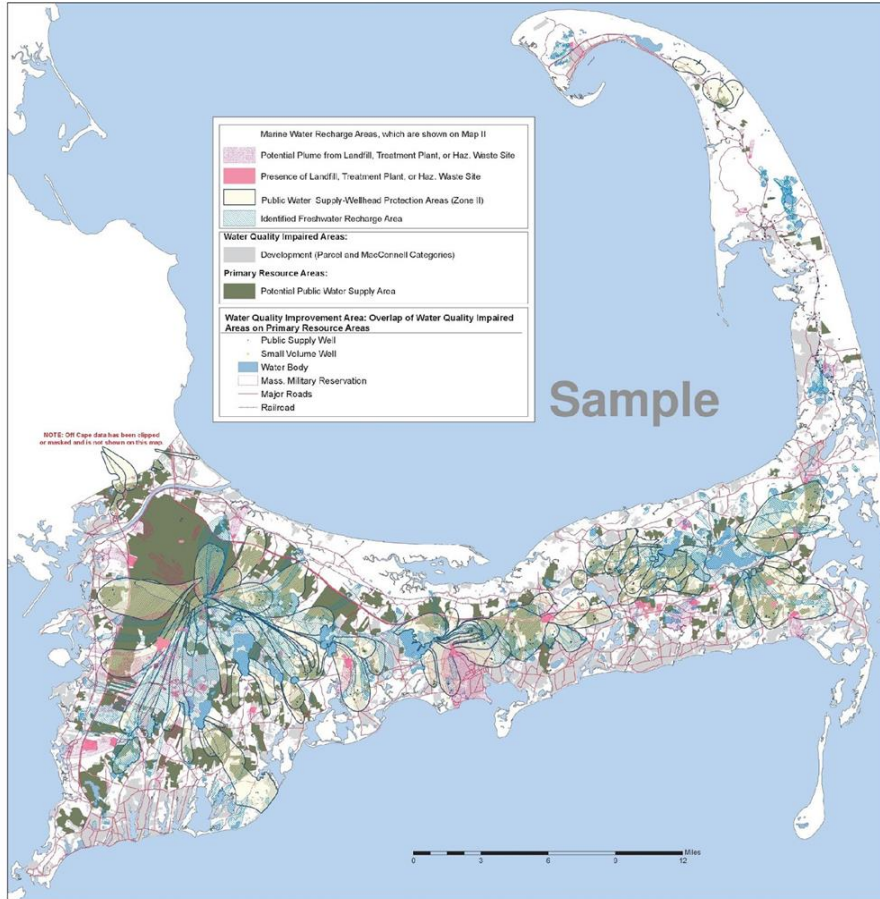 Marine Water Recharge Areas, which are shown on Map II
Potential Plume from Landfill, Treatment Plant, or Haz. Waste Site
Presence of Landfill, Treatment Plant, or Haz. Waste Site
Public Water Supply-Wellhead Protection Areas (Zone II)
Identified Freshwater Recharge Area
Water Quality Impaired Areas:
Development (Parcel and MacConnell Categories)
Primary Resource Areas:
Potential Public Water Supply Area
Water Quality Improvement Area: Overlap of Water Quality Impaired
Areas on Primary Resource Areas
Public Supply Well
Small Volume Well
Water Body
Mass. Military Reservation
Major Roads
Railroad
Sample
NOTE: Off Cape data has been clipped
or masked and is not shown on this map.
Miles
0 3 6 9 12